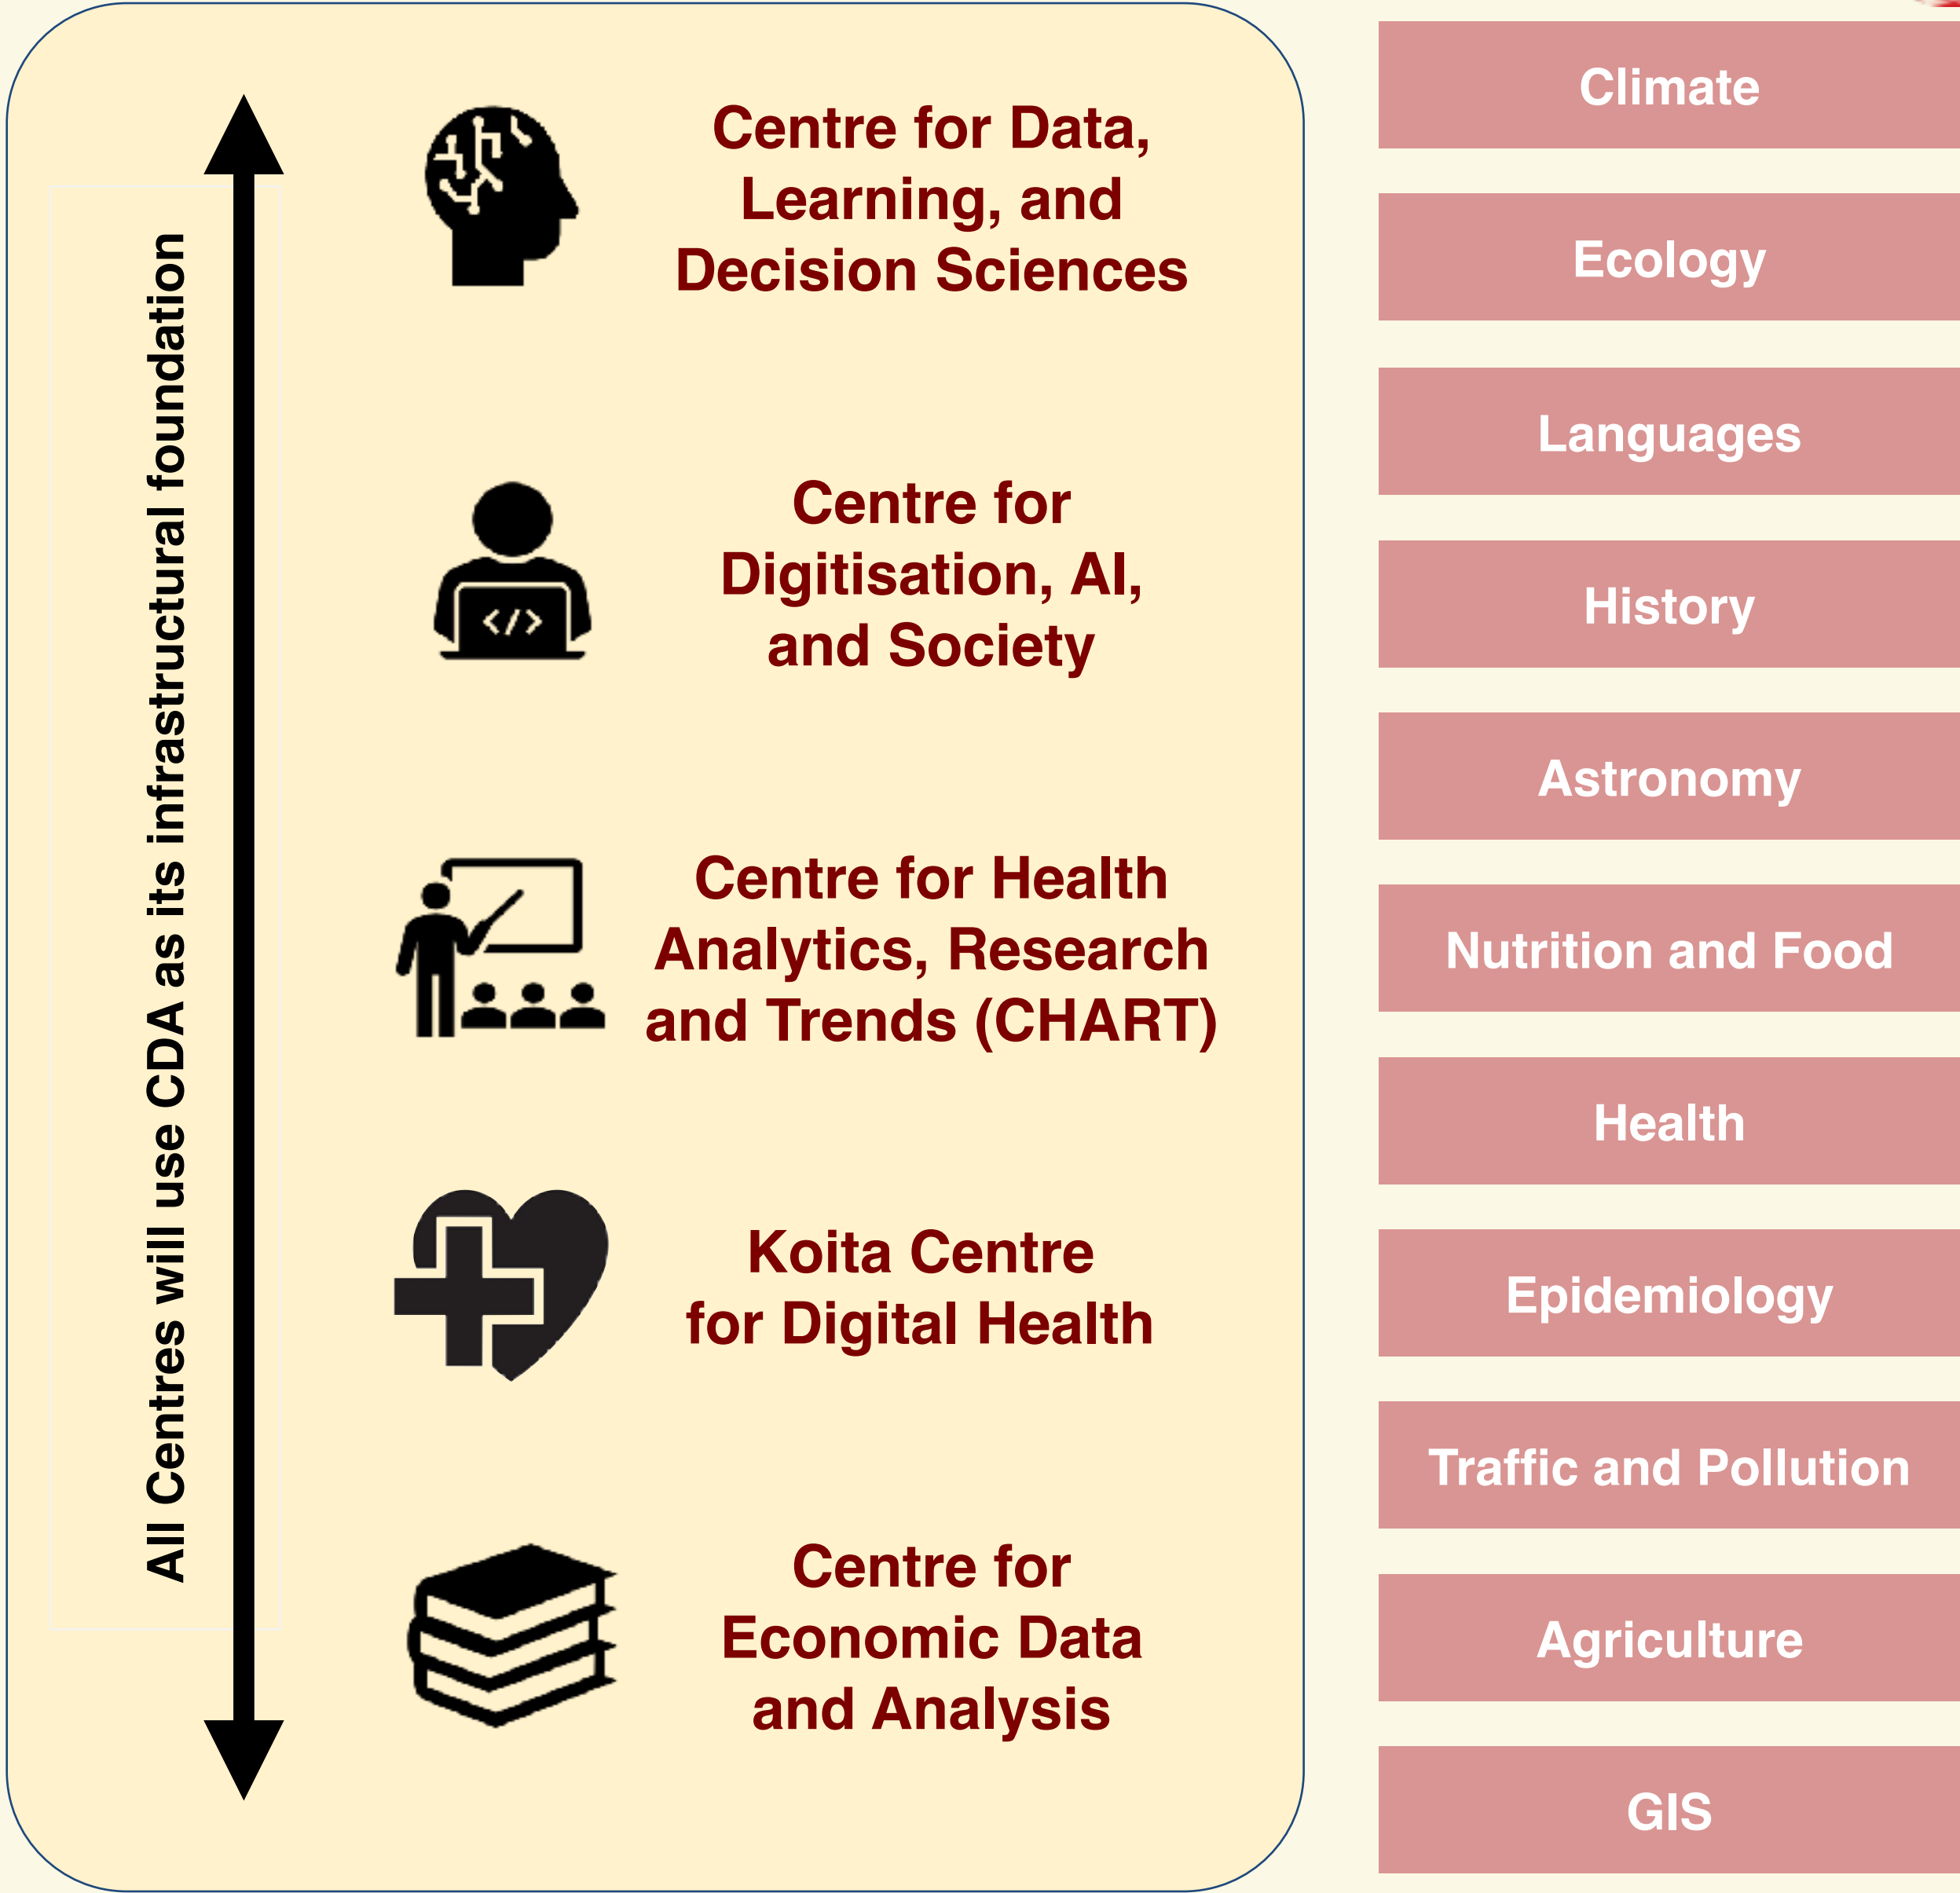 All Centres will use CDA as its infrastructural foundation
Centre for Data,
Learning, and
Decision Sciences
Centre for
Digitisation, AI,
and Society
</>
Centre for Health
Analytics, Research
and Trends (CHART)
Koita Centre
for Digital Health
Centre for
Economic Data
and Analysis
Climate
Ecology
Languages
History
Astronomy
Nutrition and Food
Health
Epidemiology
Traffic and Pollution
Agriculture
GIS